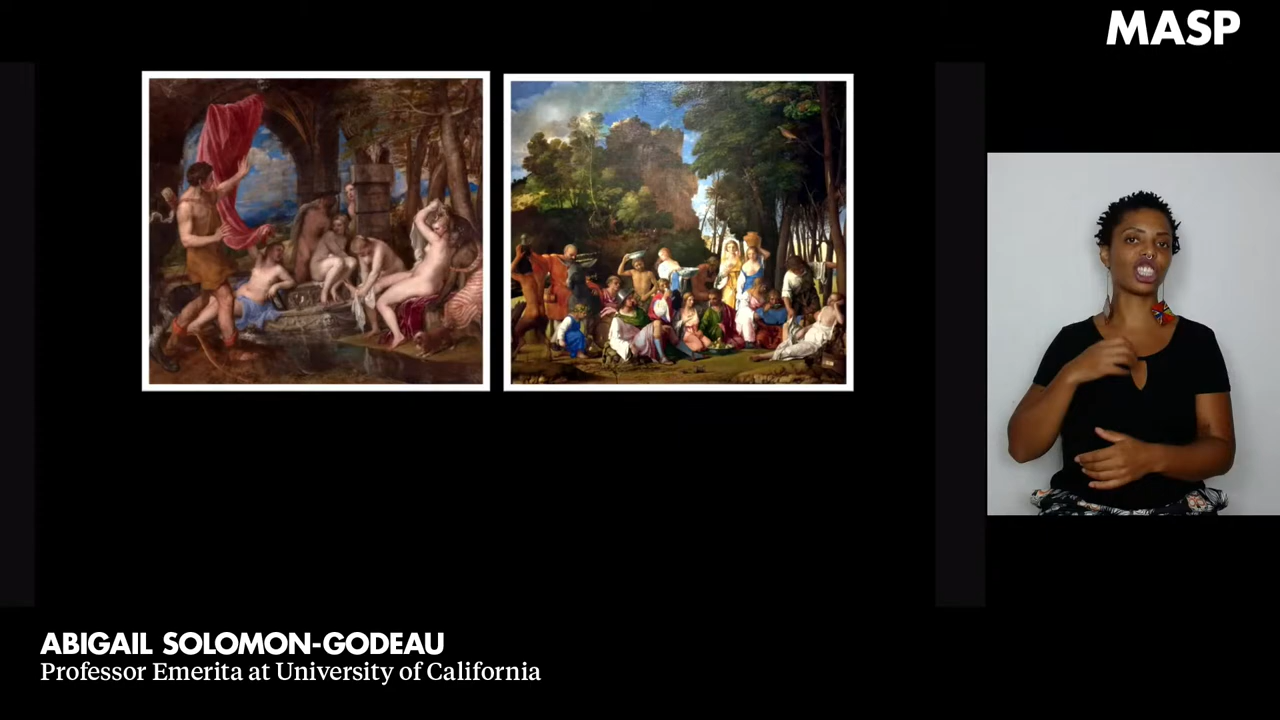 MASP
ABIGAIL SOLOMON-GODEAU
Professor Emerita at University of California